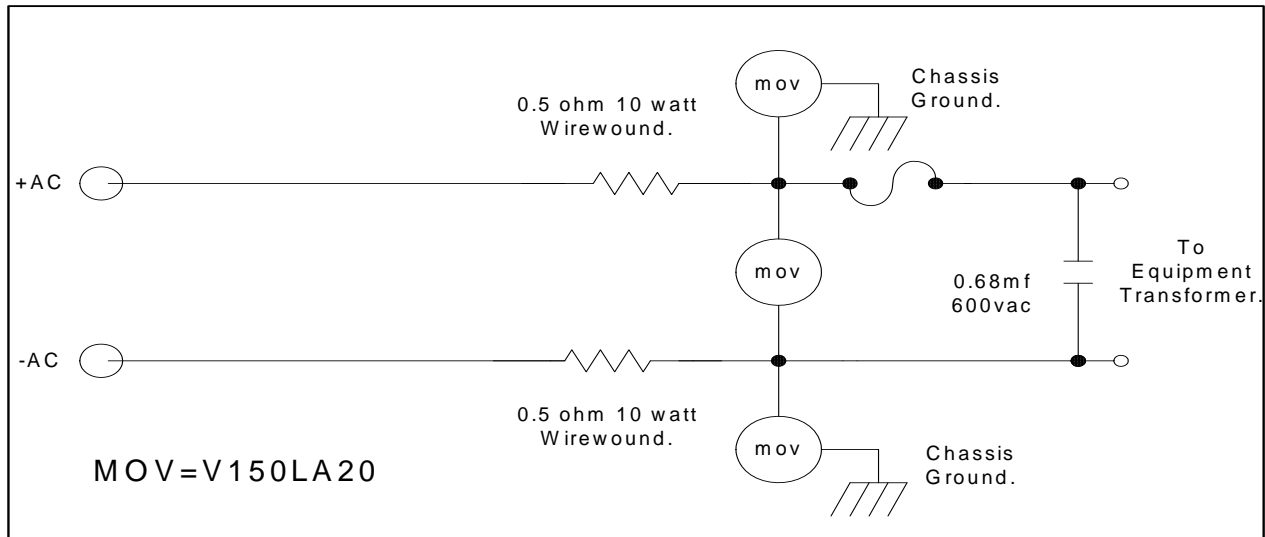 mov
Chassis
Ground.
0.5 ohm 10 watt
Wirewound.
+AC
mov
To
Equipment
Transformer.
0.68mf
600vac
-AC
0.5 ohm 10 watt
Wirewound.
mov
Chassis
Ground.
MOV=V150LA20